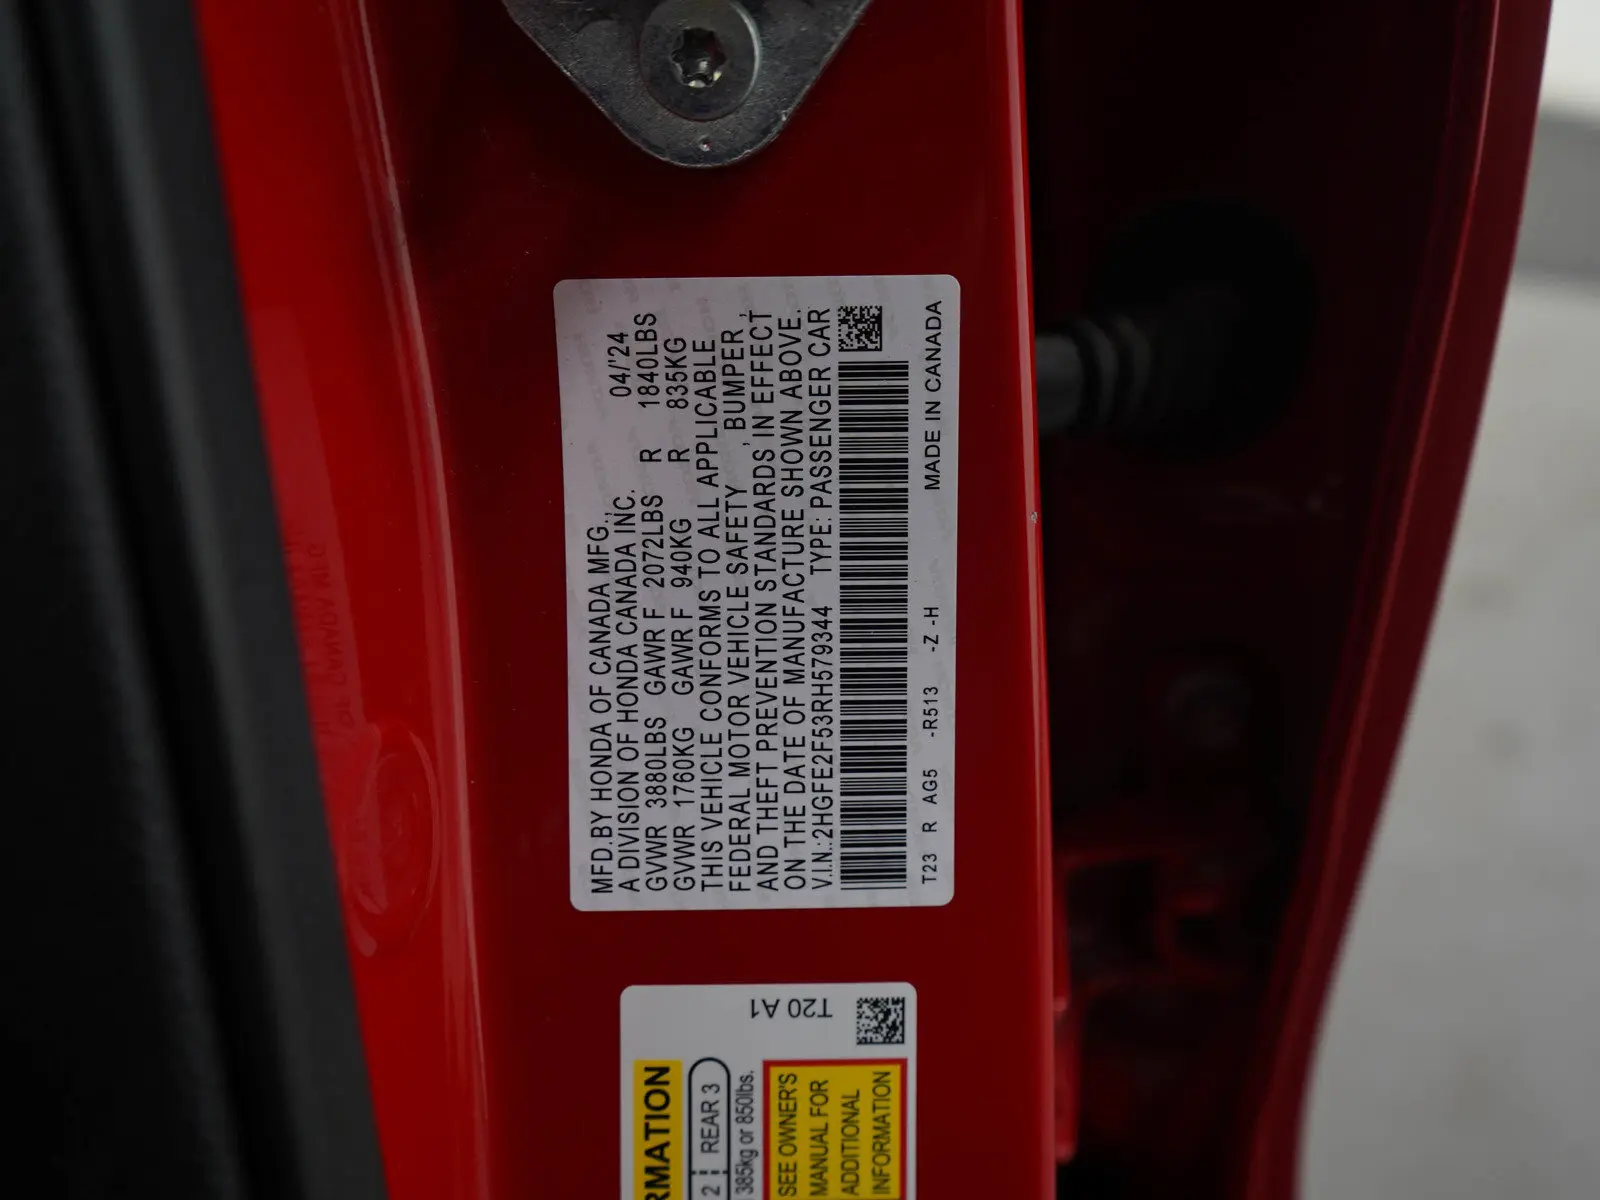 MFD.BY HONDA OF CANADA MFG., 04/'24
A DIVISION OF HONDA CANADA INC.
GVWR 3880LBS GAWR F 2072LBS R 1840LBS
GVWR 1760KG GAWR F 940KG R 835KG
THIS VEHICLE CONFORMS TO ALL APPLICABLE
FEDERAL MOTOR VEHICLE SAFETY, BUMPER,
AND THEFT PREVENTION STANDARDS IN EFFECT
ON THE DATE OF MANUFACTURE SHOWN ABOVE.
V.I.N.:2HGFE2F53RH579344 TYPE: PASSENGER CAR
T23 R AG5 -R513 -Z -H MADE IN CANADA
T20 A1
RMATION
2 REAR 3
385kg or 850lbs.
SEE OWNER'S
MANUAL FOR
ADDITIONAL
INFORMATION